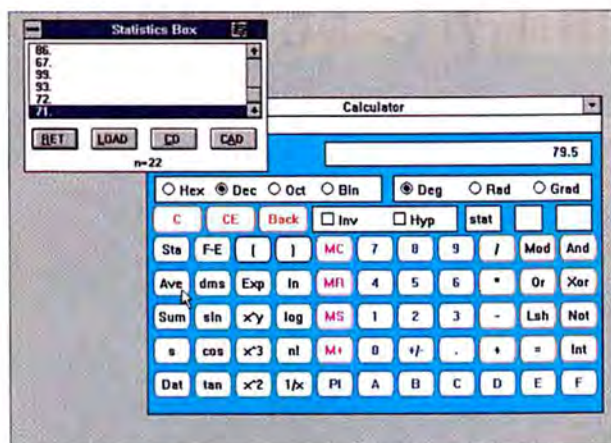 Statistics Box
86.
67.
99.
93.
72.
71.
RET LOAD CD CAD
n=22
Calculator
79.5
Hex Dec Oct Bin Deg Rad Grad
C CE Back Inv Hyp stat
Sta F-E ( ) MC 7 8 9 / Mod And
Ave dms Exp ln MR 4 5 6 * Or Xor
Sum sin x^y log MS 1 2 3 - Lsh Not
s cos x^3 n! M+ 0 +/- . + = Int
Dat tan x^2 1/x PI A B C D E F